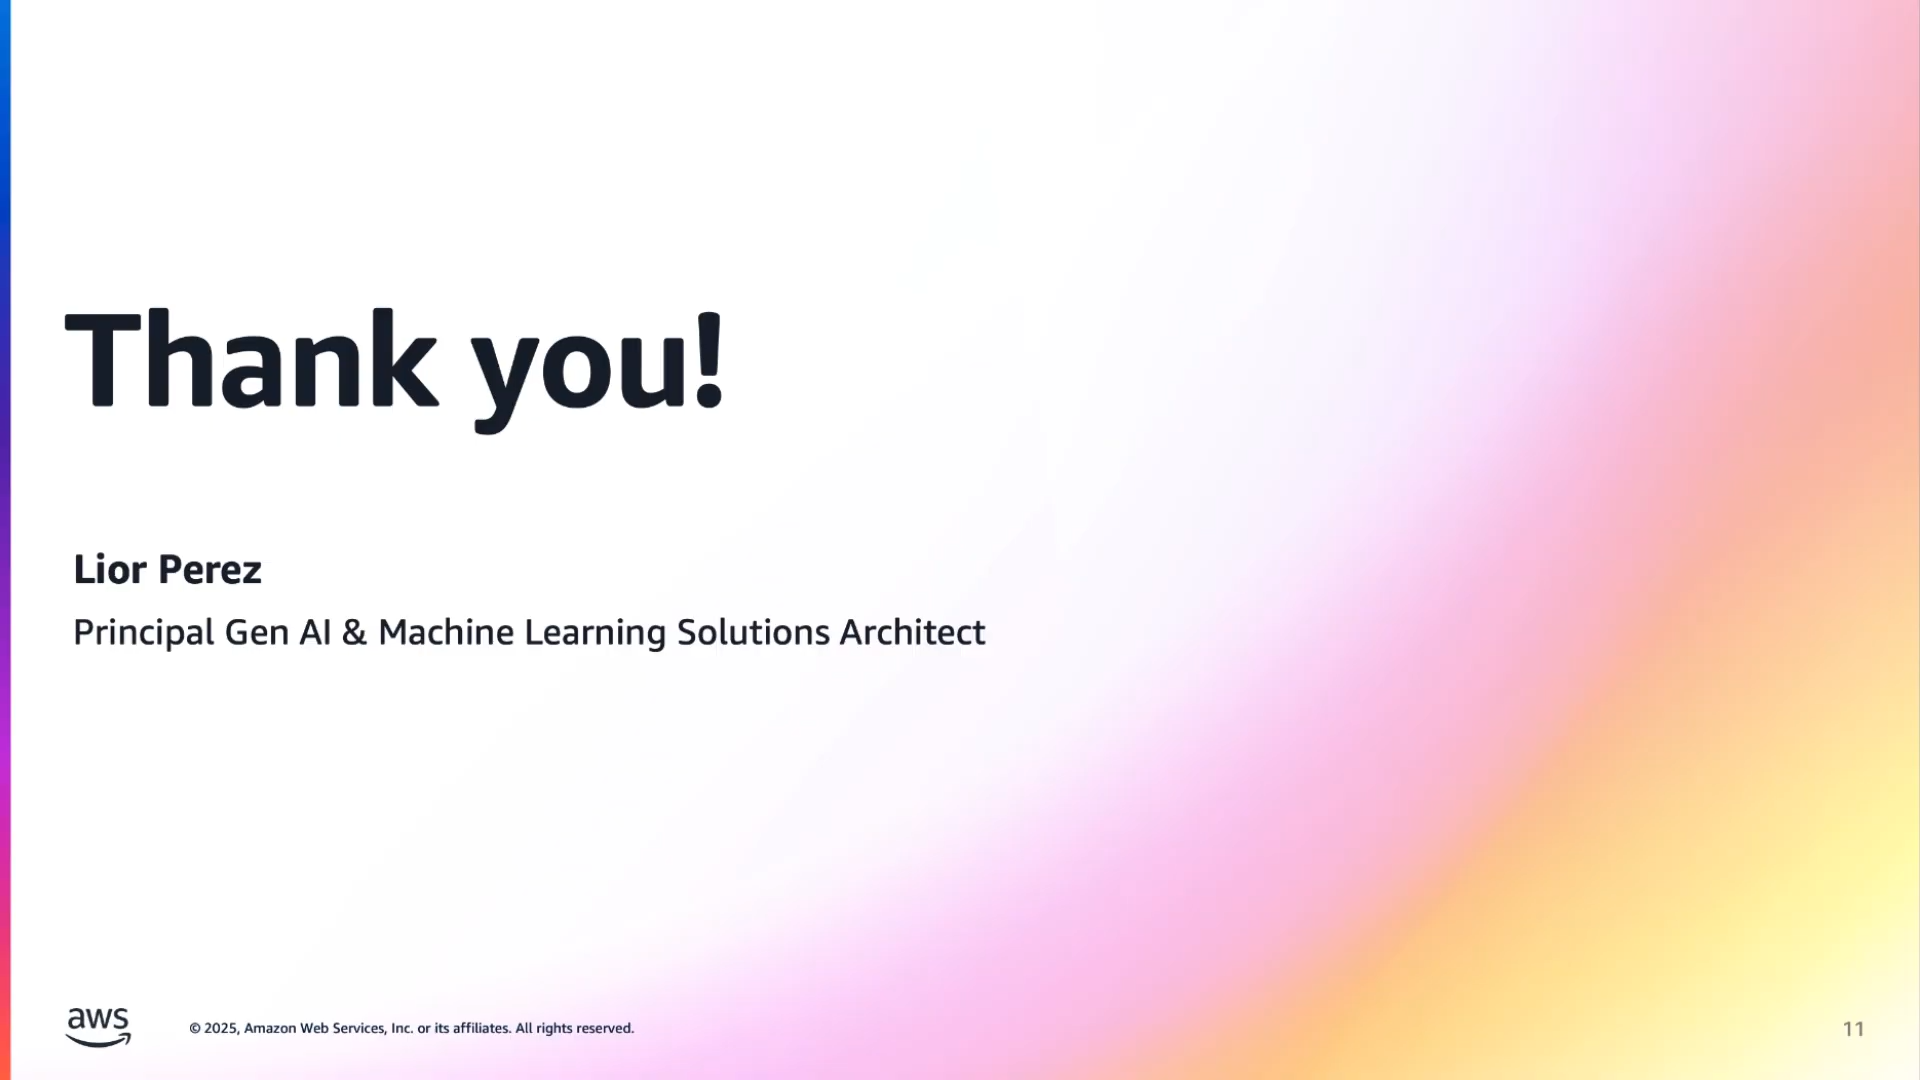 Thank you!
Lior Perez
Principal Gen AI & Machine Learning Solutions Architect
aws
© 2025, Amazon Web Services, Inc. or its affiliates. All rights reserved.
11